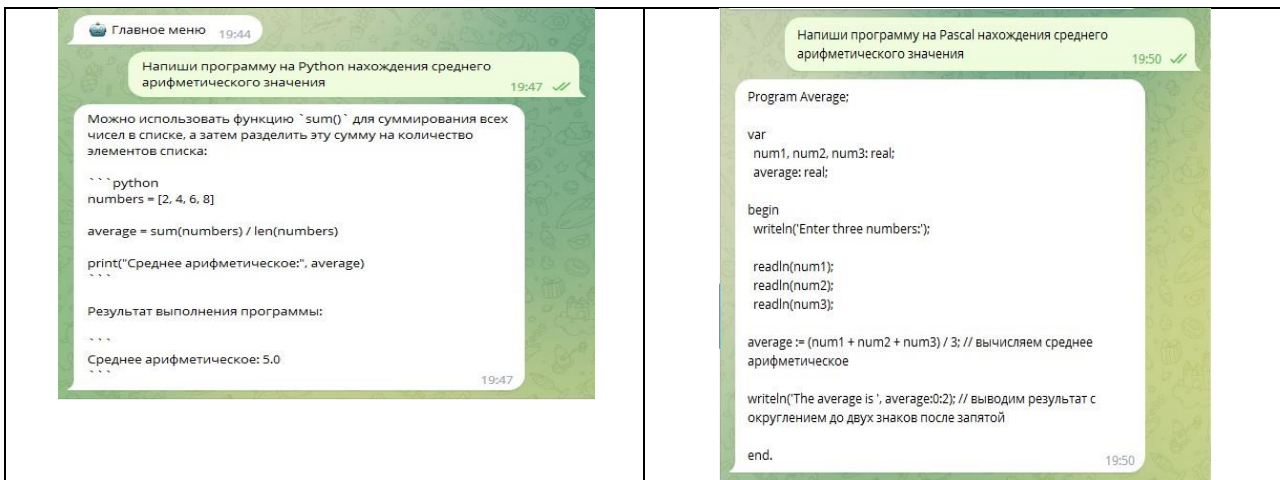 Главное меню 19:44
Напиши программу на Python нахождения среднего
арифметического значения 19:47
Можно использовать функцию `sum()` для суммирования всех
чисел в списке, а затем разделить эту сумму на количество
элементов списка:
```python
numbers = [2, 4, 6, 8]
average = sum(numbers) / len(numbers)
print("Среднее арифметическое:", average)
```
Результат выполнения программы:
```
Среднее арифметическое: 5.0
```
19:47
Напиши программу на Pascal нахождения среднего
арифметического значения 19:50
Program Average;
var
num1, num2, num3: real;
average: real;
begin
writeln('Enter three numbers:');
readln(num1);
readln(num2);
readln(num3);
average := (num1 + num2 + num3) / 3; // вычисляем среднее
арифметическое
writeln('The average is ', average:0:2); // выводим результат с
округлением до двух знаков после запятой
end.
19:50